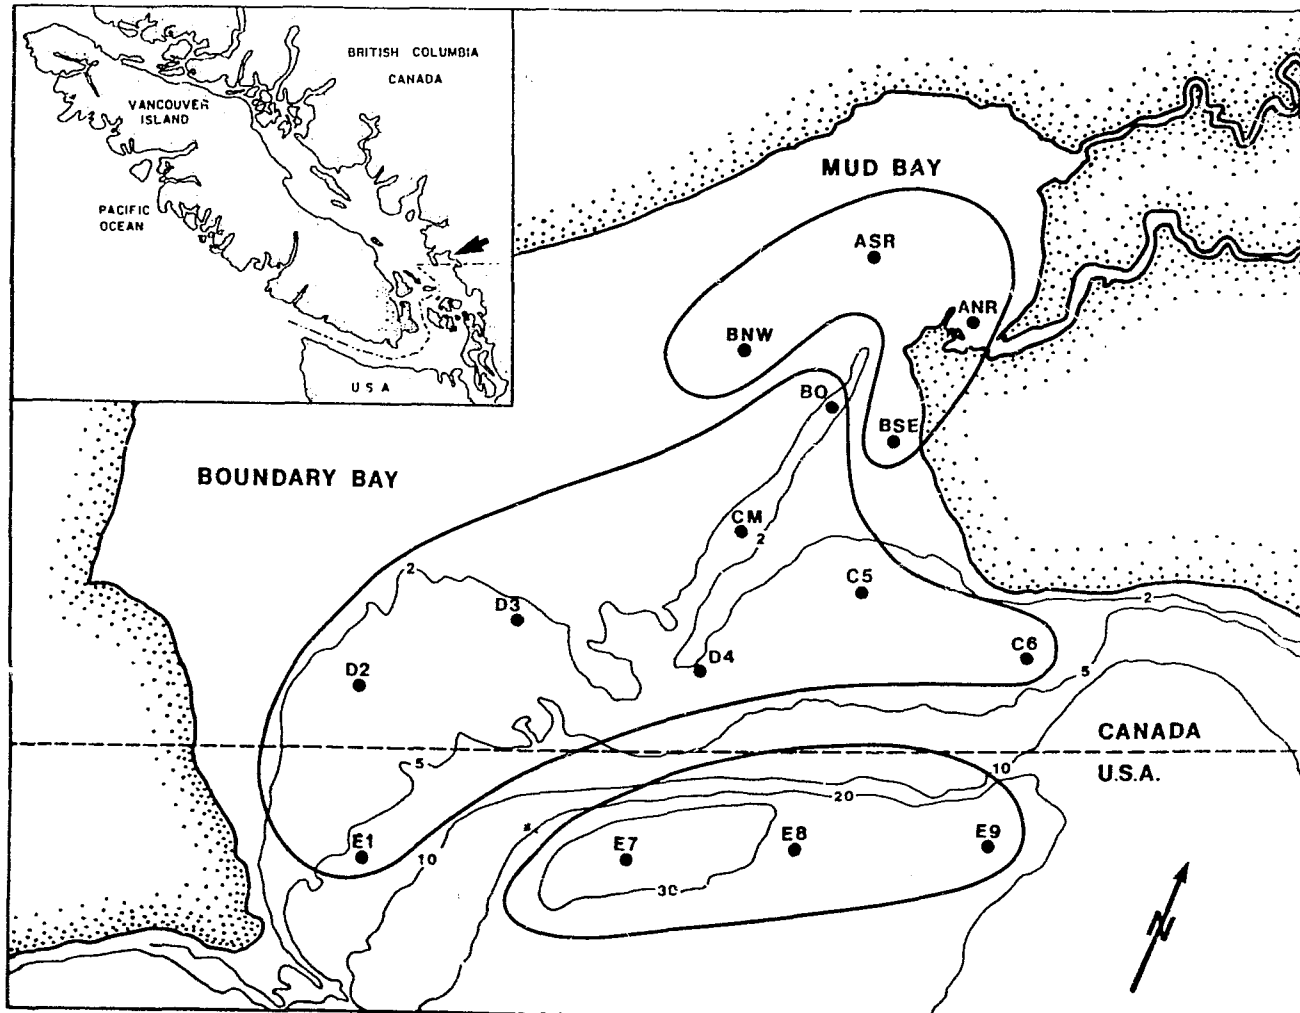 BRITISH COLUMBIA
CANADA
VANCOUVER
ISLAND
PACIFIC
OCEAN
U S A
MUD BAY
ASR
ANR
BNW
BO
BSE
BOUNDARY BAY
CM
2
2
C5
D3
2
C6
D4
D2
5
CANADA
5
10
U.S.A.
20
E1
E7
E8
E9
10
30
N